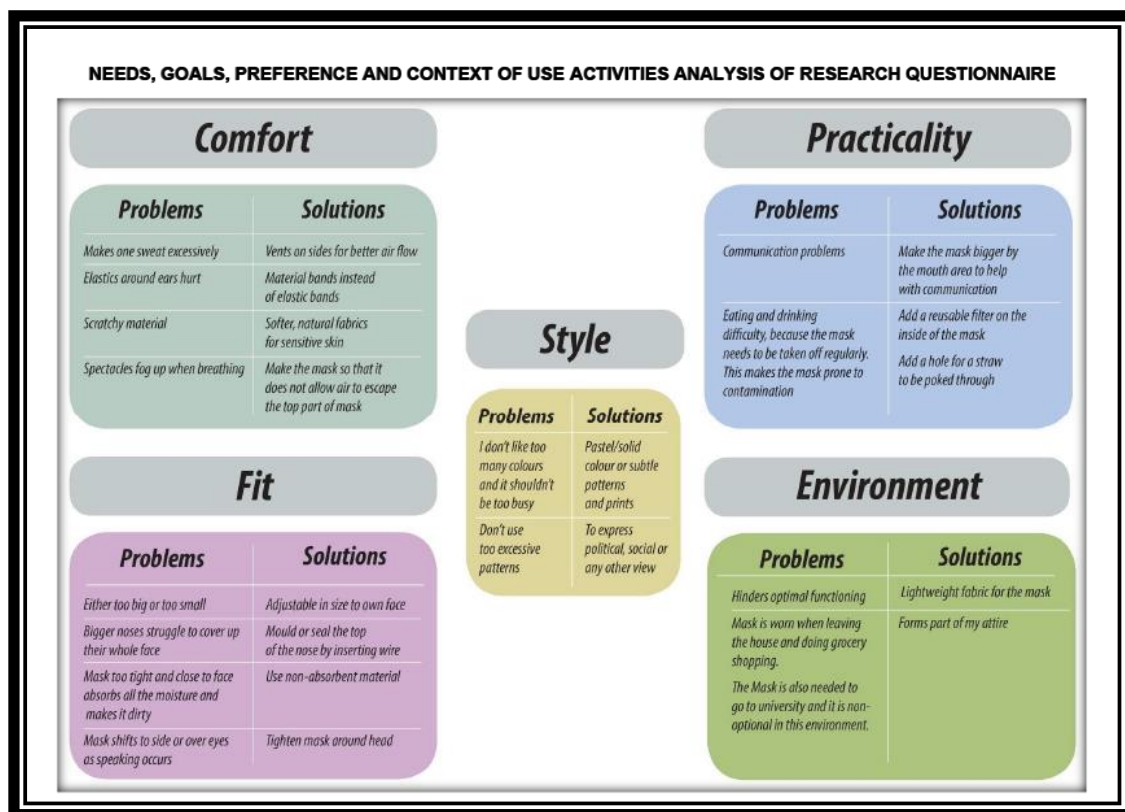 NEEDS, GOALS, PREFERENCE AND CONTEXT OF USE ACTIVITIES ANALYSIS OF RESEARCH QUESTIONNAIRE
Comfort
Problems
Solutions
Makes one sweat excessively
Vents on sides for better air flow
Elastics around ears hurt
Material bands instead
of elastic bands
Scratchy material
Softer, natural fabrics
for sensitive skin
Spectacles fog up when breathing
Make the mask so that it
does not allow air to escape
the top part of mask
Fit
Problems
Solutions
Either too big or too small
Adjustable in size to own face
Bigger noses struggle to cover up
their whole face
Mould or seal the top
of the nose by inserting wire
Mask too tight and close to face
absorbs all the moisture and
makes it dirty
Use non-absorbent material
Mask shifts to side or over eyes
as speaking occurs
Tighten mask around head
Style
Problems
Solutions
I don't like too
many colours
and it shouldn't
be too busy
Pastel/solid
colour or subtle
patterns
and prints
Don't use
too excessive
patterns
To express
political, social or
any other view
Practicality
Problems
Solutions
Communication problems
Make the mask bigger by
the mouth area to help
with communication
Eating and drinking
difficulty, because the mask
needs to be taken off regularly.
This makes the mask prone to
contamination
Add a reusable filter on the
inside of the mask
Add a hole for a straw
to be poked through
Environment
Problems
Solutions
Hinders optimal functioning
Lightweight fabric for the mask
Mask is worn when leaving
the house and doing grocery
shopping.
The Mask is also needed to
go to university and it is non-
optional in this environment.
Forms part of my attire